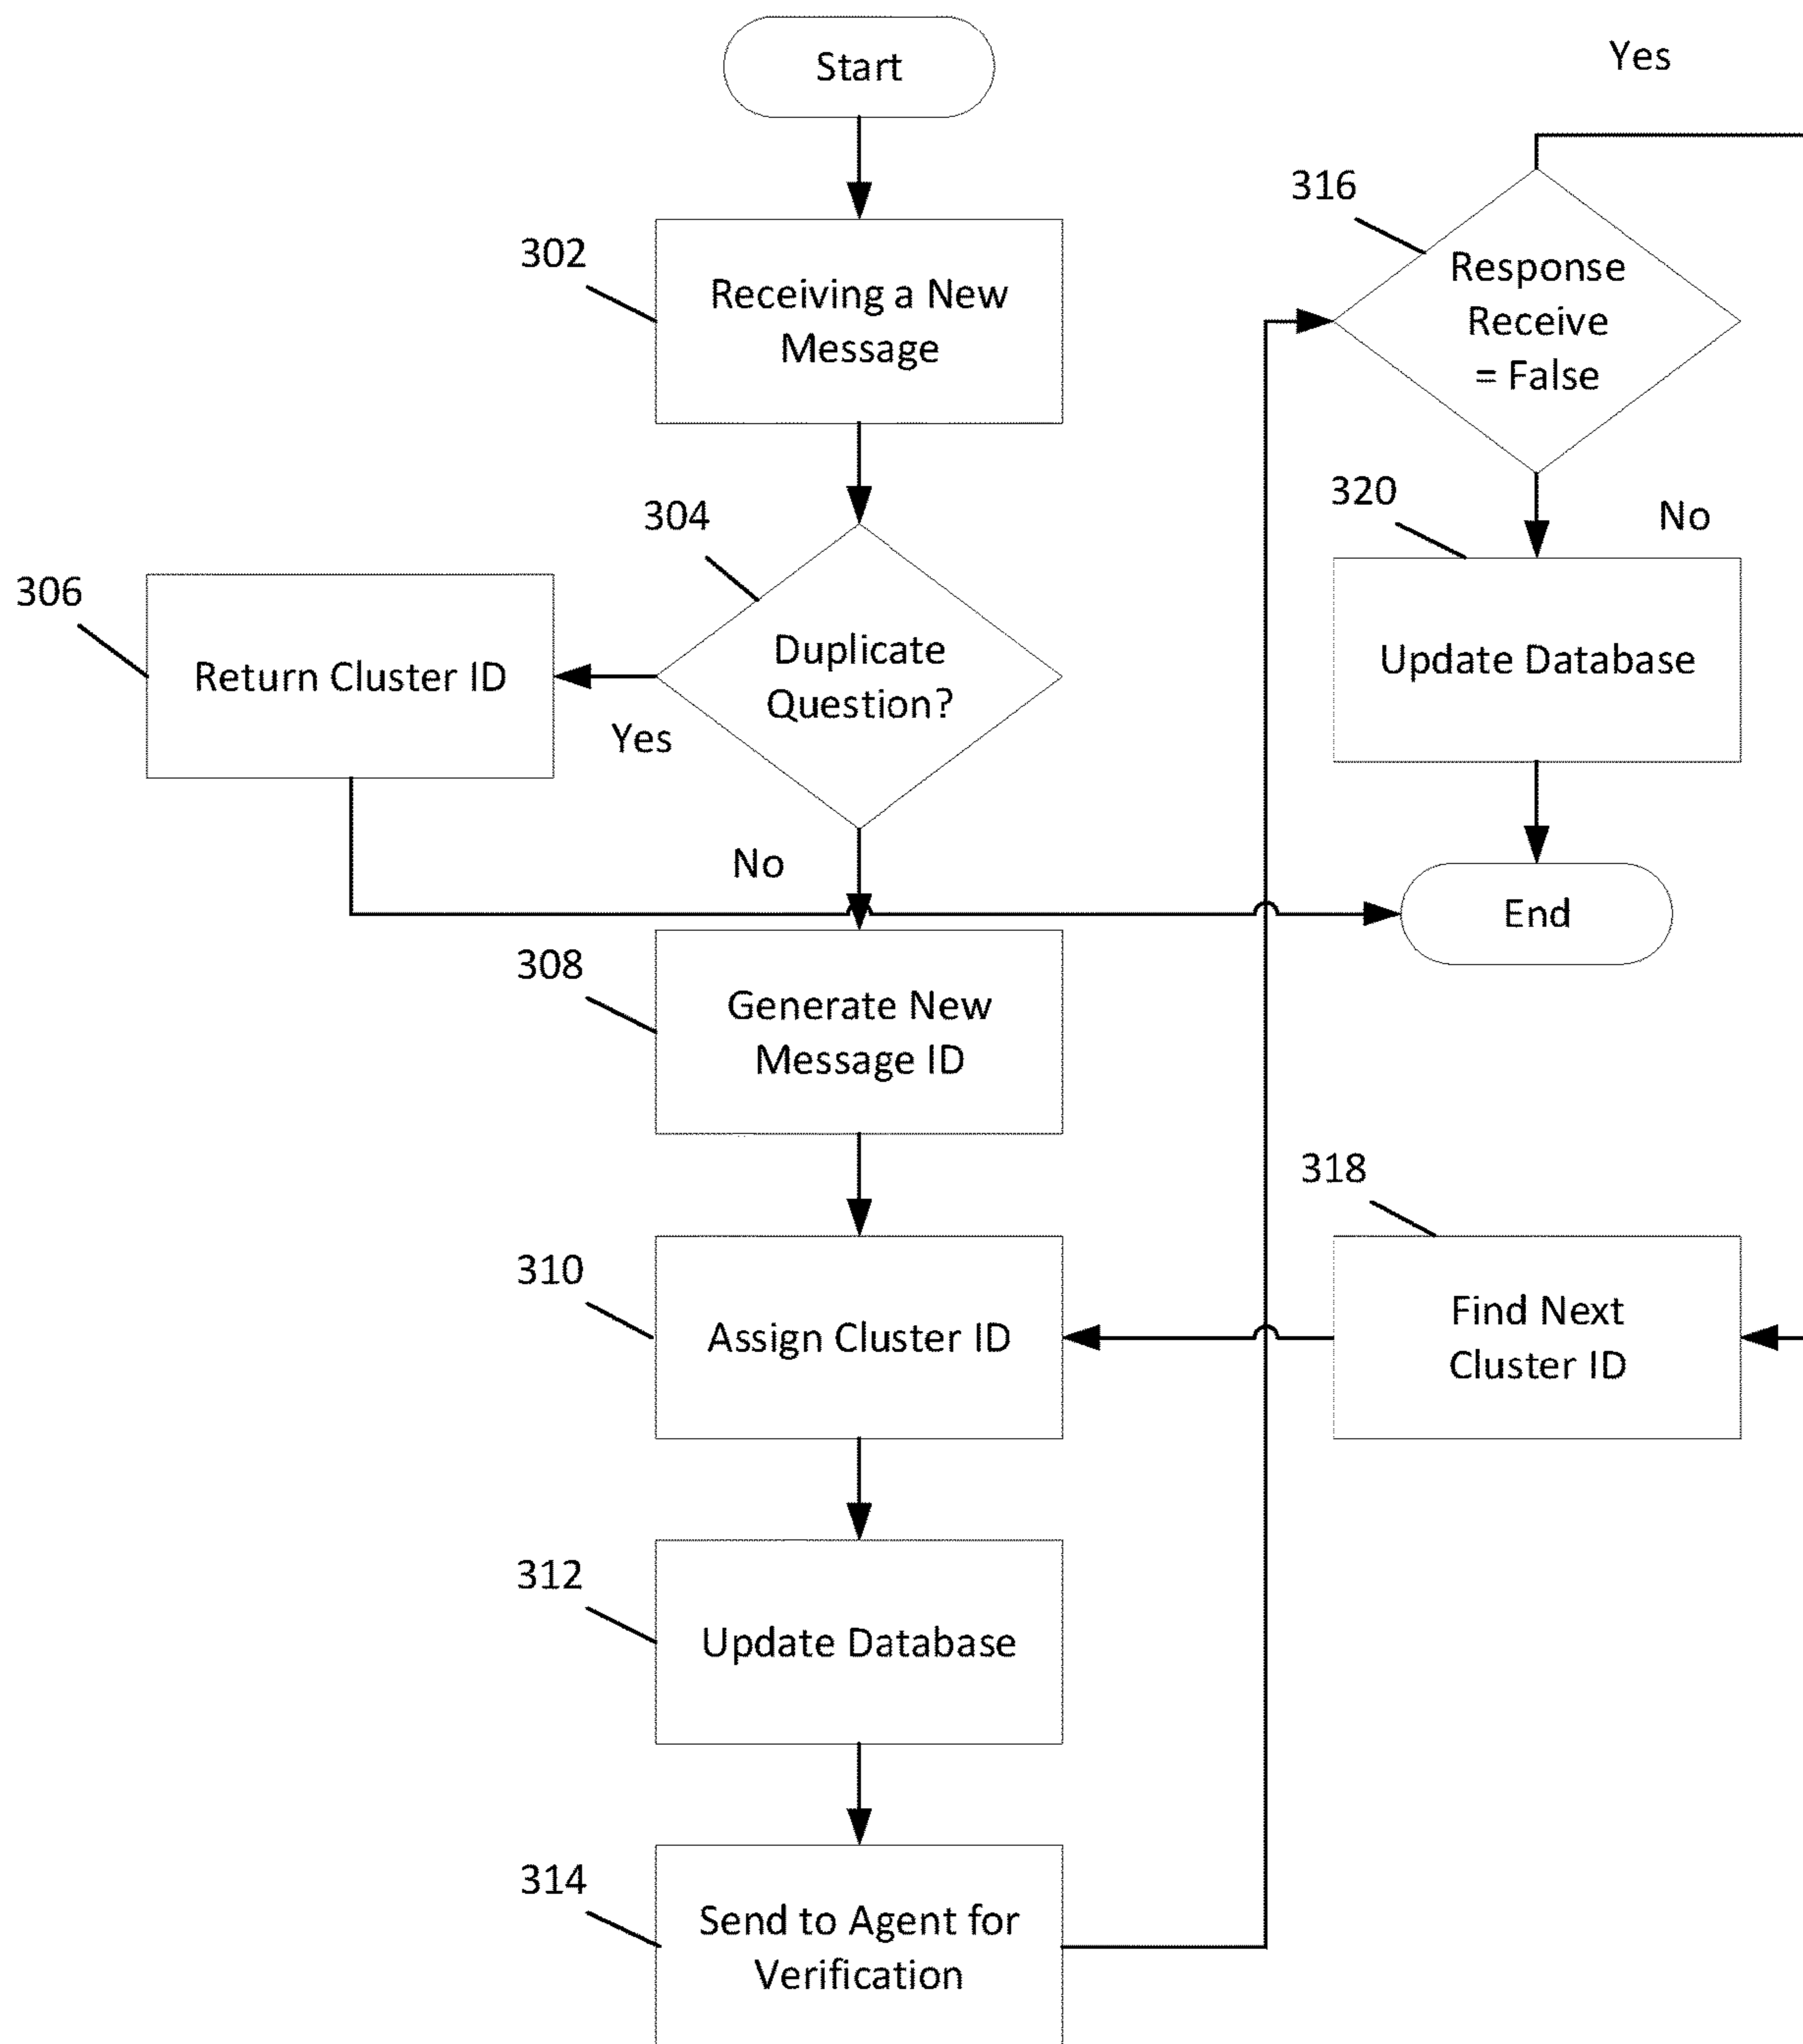 Start
302
Receiving a New
Message
304
Duplicate
Question?
Yes
306
Return Cluster ID
No
308
Generate New
Message ID
310
Assign Cluster ID
312
Update Database
314
Send to Agent for
Verification
Yes
316
Response
Receive
= False
320
No
Update Database
End
318
Find Next
Cluster ID